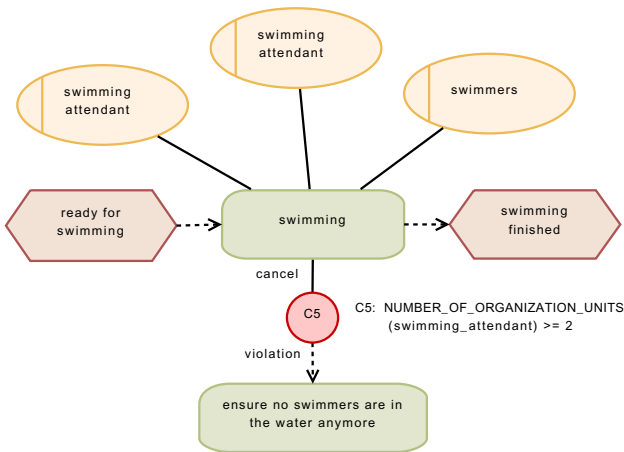 swimming
attendant
swimming
attendant
swimmers
ready for
swimming
swimming
swimming
finished
cancel
C5
C5: NUMBER_OF_ORGANIZATION_UNITS
(swimming_attendant) >= 2
violation
ensure no swimmers are in
the water anymore